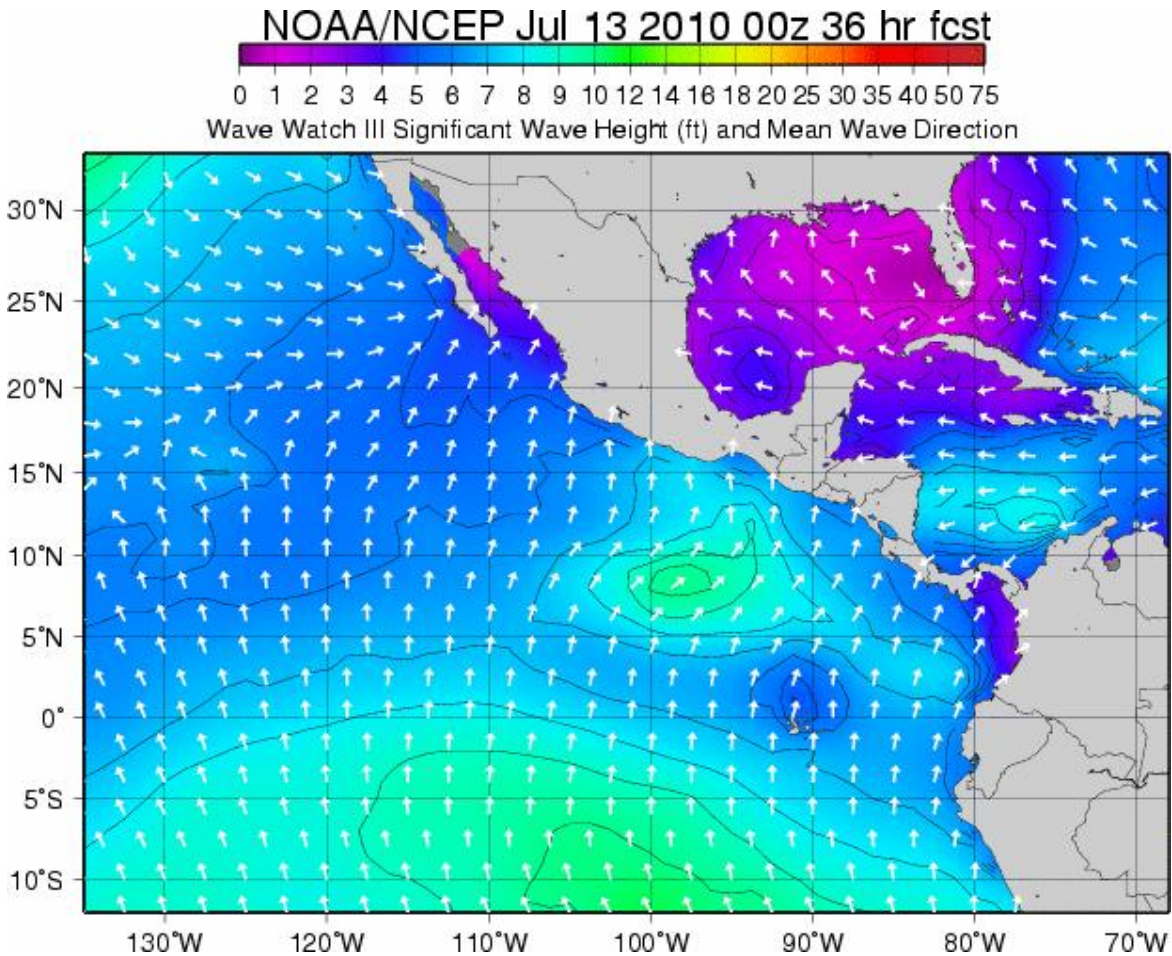 NOAA/NCEP Jul 13 2010 00z 36 hr fcst
0 1 2 3 4 5 6 7 8 9 10 12 14 16 18 20 25 30 35 40 50 75
Wave Watch III Significant Wave Height (ft) and Mean Wave Direction
30°N
25°N
20°N
15°N
10°N
5°N
0°
5°S
10°S
130°W 120°W 110°W 100°W 90°W 80°W 70°W